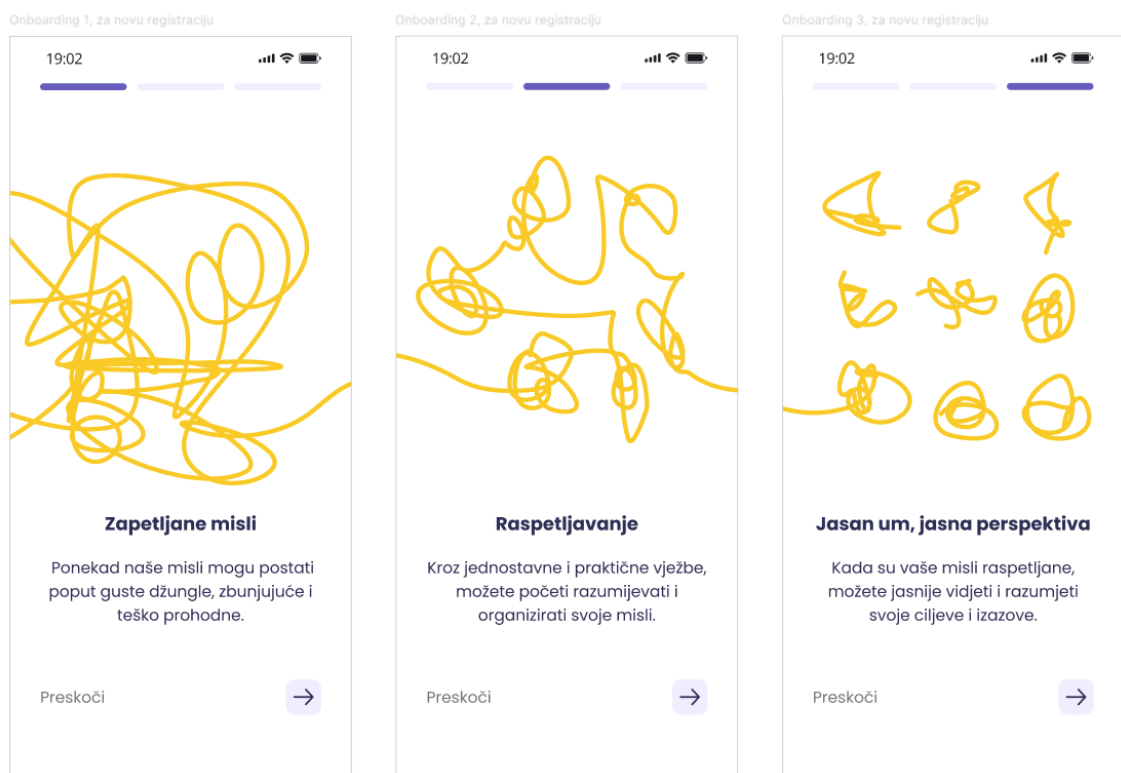 Onboarding 1, za novu registraciju
19:02
Zapetljane misli
Ponekad naše misli mogu postati
poput guste džungle, zbunjujuće i
teško prohodne.
Preskoči
Onboarding 2, za novu registraciju
19:02
Raspetljavanje
Kroz jednostavne i praktične vježbe,
možete početi razumijevati i
organizirati svoje misli.
Preskoči
Onboarding 3, za novu registraciju
19:02
Jasan um, jasna perspektiva
Kada su vaše misli raspetljane,
možete jasnije vidjeti i razumjeti
svoje ciljeve i izazove.
Preskoči